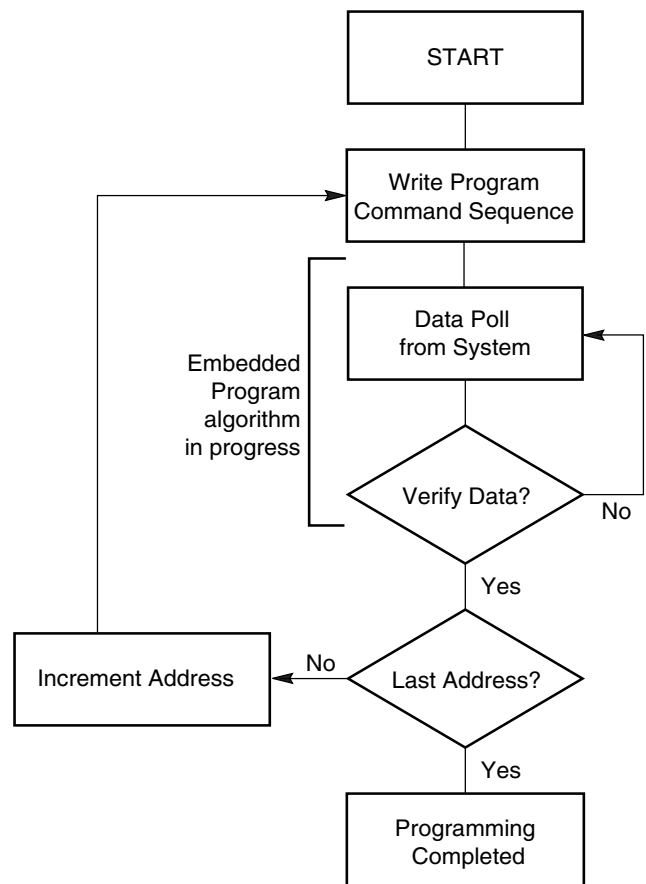 START
Write Program
Command Sequence
Data Poll
from System
Embedded
Program
algorithm
in progress
Verify Data?
No
Yes
No
Increment Address
Last Address?
Yes
Programming
Completed